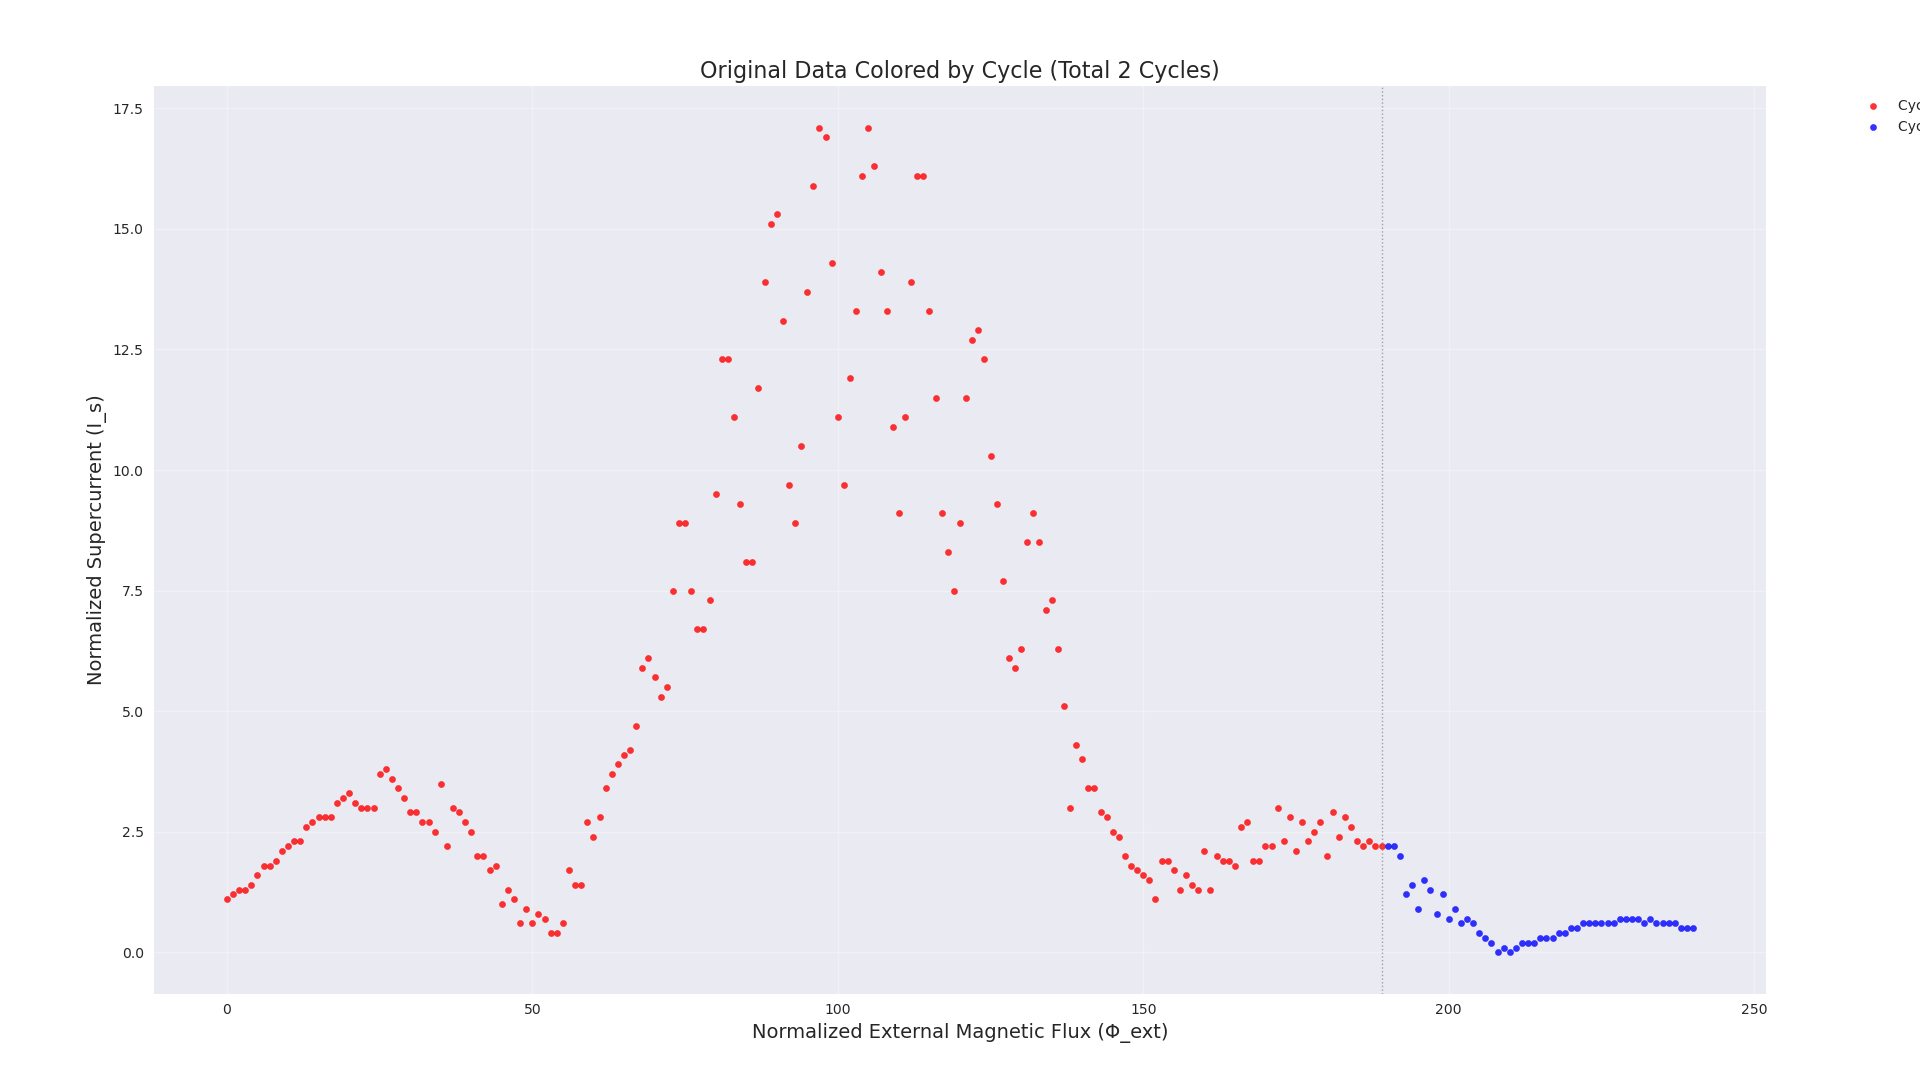 Original Data Colored by Cycle (Total 2 Cycles)
17.5
15.0
12.5
10.0
7.5
5.0
2.5
0.0
Normalized Supercurrent (I_s)
0
50
100
150
200
250
Normalized External Magnetic Flux (Φ_ext)
Cyc
Cyc